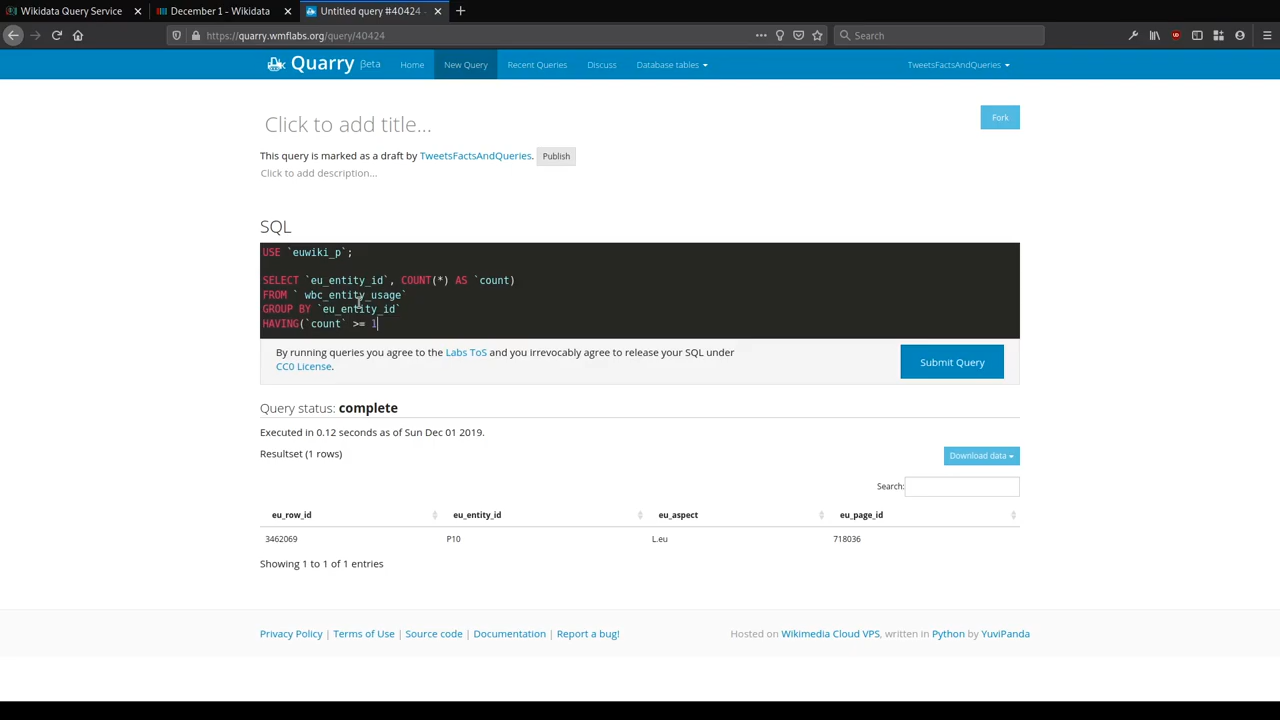 Wikidata Query Service
December 1 - Wikidata
Untitled query #40424 -
https://quarry.wmflabs.org/query/40424
Search
Quarry βeta
Home
New Query
Recent Queries
Discuss
Database tables
TweetsFactsAndQueries
Click to add title...
Fork
This query is marked as a draft by TweetsFactsAndQueries. Publish
Click to add description...
SQL
USE `euwiki_p`;
SELECT `eu_entity_id`, COUNT(*) AS `count)
FROM ` wbc_entity_usage`
GROUP BY `eu_entity_id`
HAVING(`count` >= 1
By running queries you agree to the Labs ToS and you irrevocably agree to release your SQL under
CC0 License.
Submit Query
Query status: complete
Executed in 0.12 seconds as of Sun Dec 01 2019.
Resultset (1 rows)
Download data
Search:
eu_row_id eu_entity_id eu_aspect eu_page_id
3462069 P10 L.eu 718036
Showing 1 to 1 of 1 entries
Privacy Policy | Terms of Use | Source code | Documentation | Report a bug!
Hosted on Wikimedia Cloud VPS, written in Python by YuviPanda